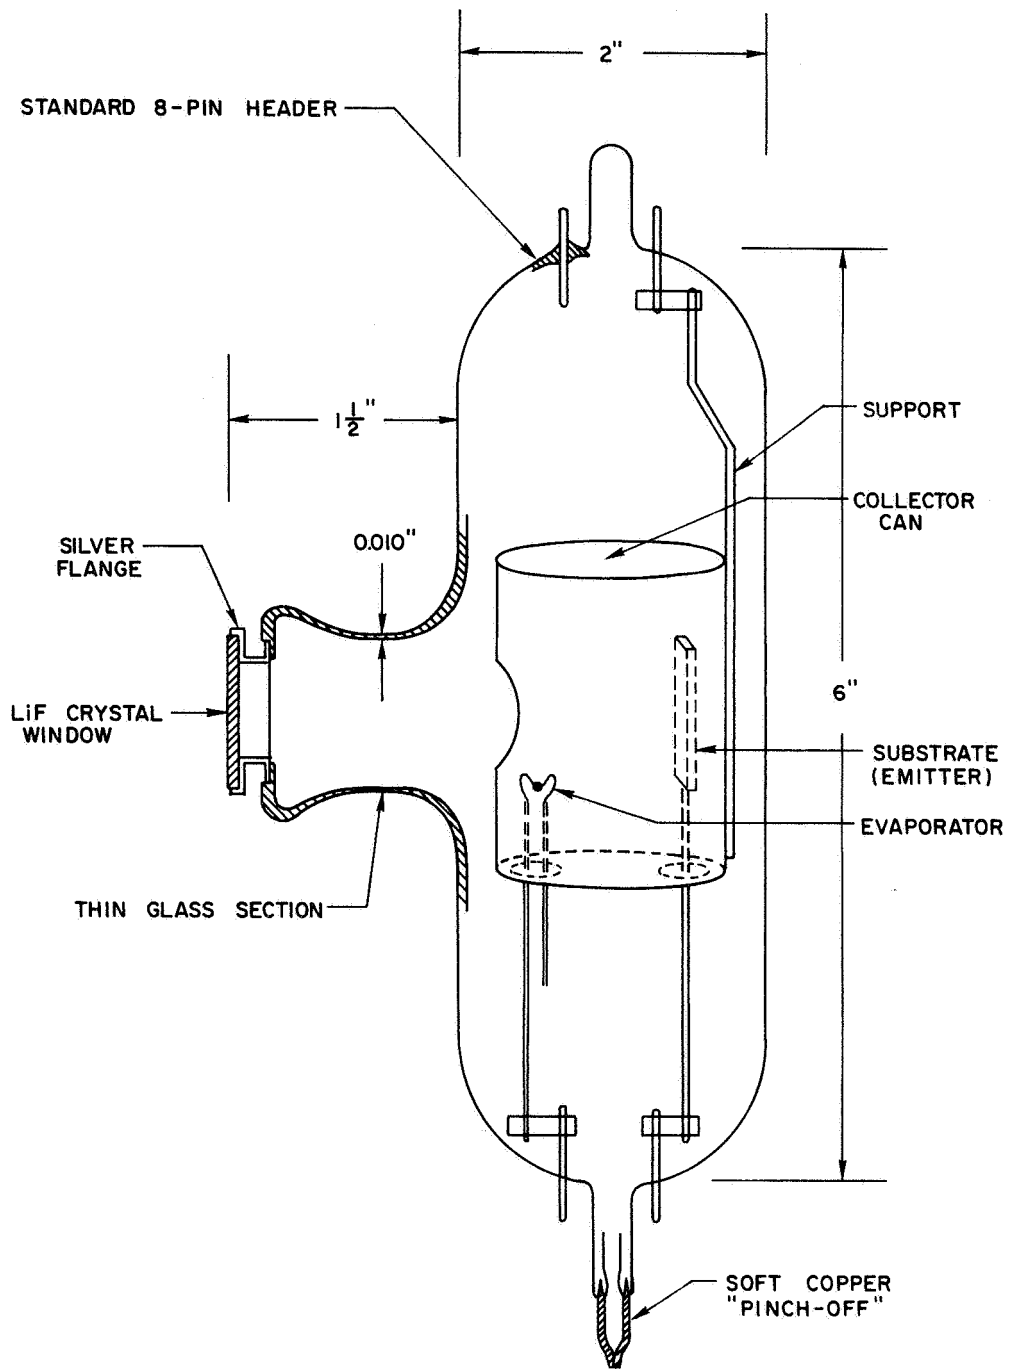 2"
STANDARD 8-PIN HEADER
1 1/2"
SUPPORT
COLLECTOR
CAN
SILVER
FLANGE
0.010"
6"
LiF CRYSTAL
WINDOW
SUBSTRATE
(EMITTER)
EVAPORATOR
THIN GLASS SECTION
SOFT COPPER
"PINCH-OFF"